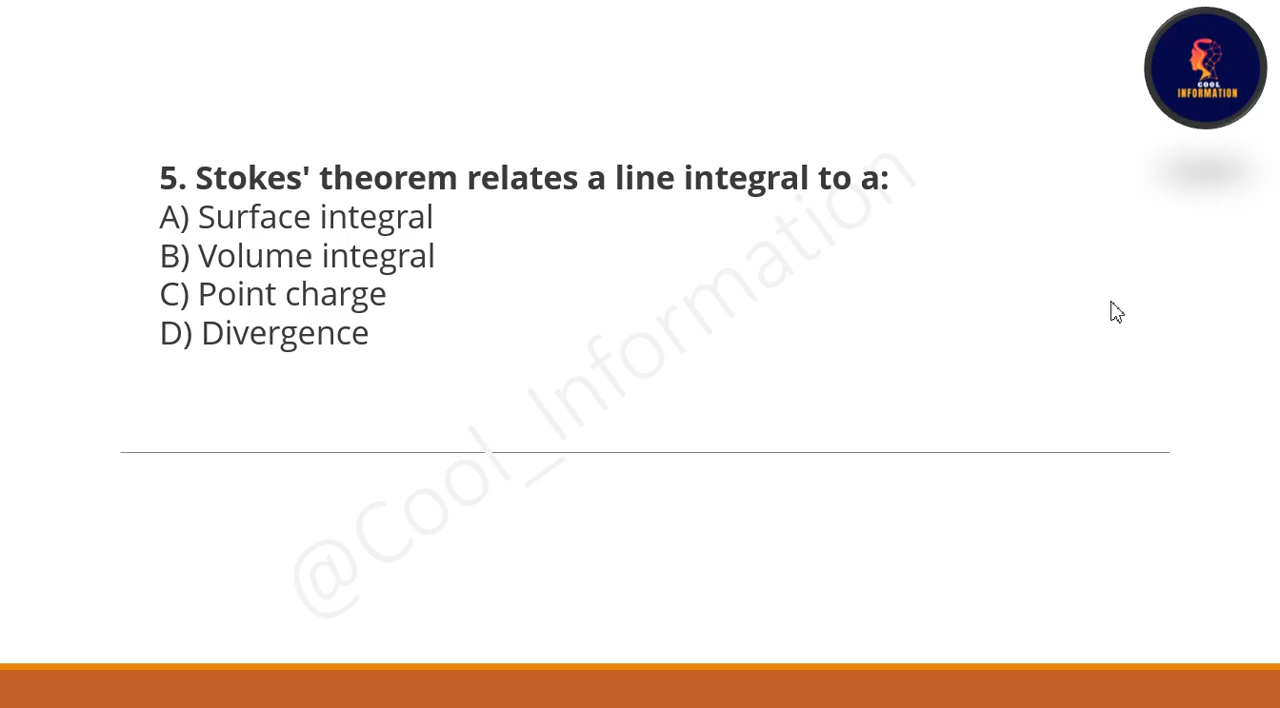 COOL
INFORMATION
5. Stokes' theorem relates a line integral to a:
A) Surface integral
B) Volume integral
C) Point charge
D) Divergence
@Cool_Information